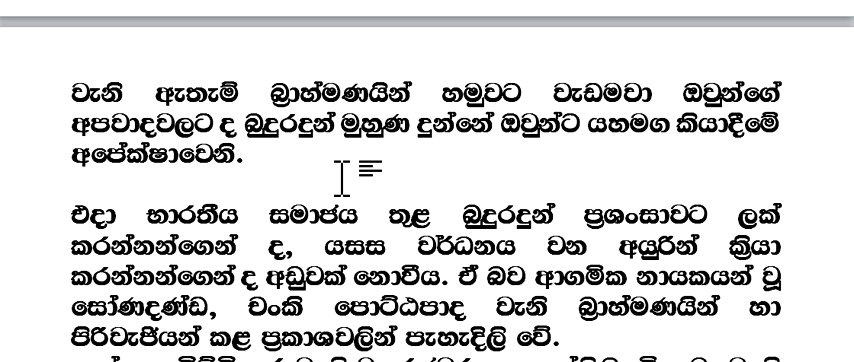 වැනි ඇතැම් බ්‍රාහ්මණයින් හමුවට වැඩමවා ඔවුන්ගේ
අපවාදවලට ද බුදුරදුන් මුහුණ දුන්නේ ඔවුන්ට යහමග කියාදීමේ
අපේක්ෂාවෙනි.
එදා භාරතීය සමාජය තුළ බුදුරදුන් ප්‍රශංසාවට ලක්
කරන්නන්ගෙන් ද, යසස වර්ධනය වන අයුරින් ක්‍රියා
කරන්නන්ගෙන් ද අඩුවක් නොවීය. ඒ බව ආගමික නායකයන් වූ
සෝණදණ්ඩ, චංකි පොට්ඨපාද වැනි බ්‍රාහ්මණයින් හා
පිරිවැජියන් කළ ප්‍රකාශවලින් පැහැදිලි වේ.